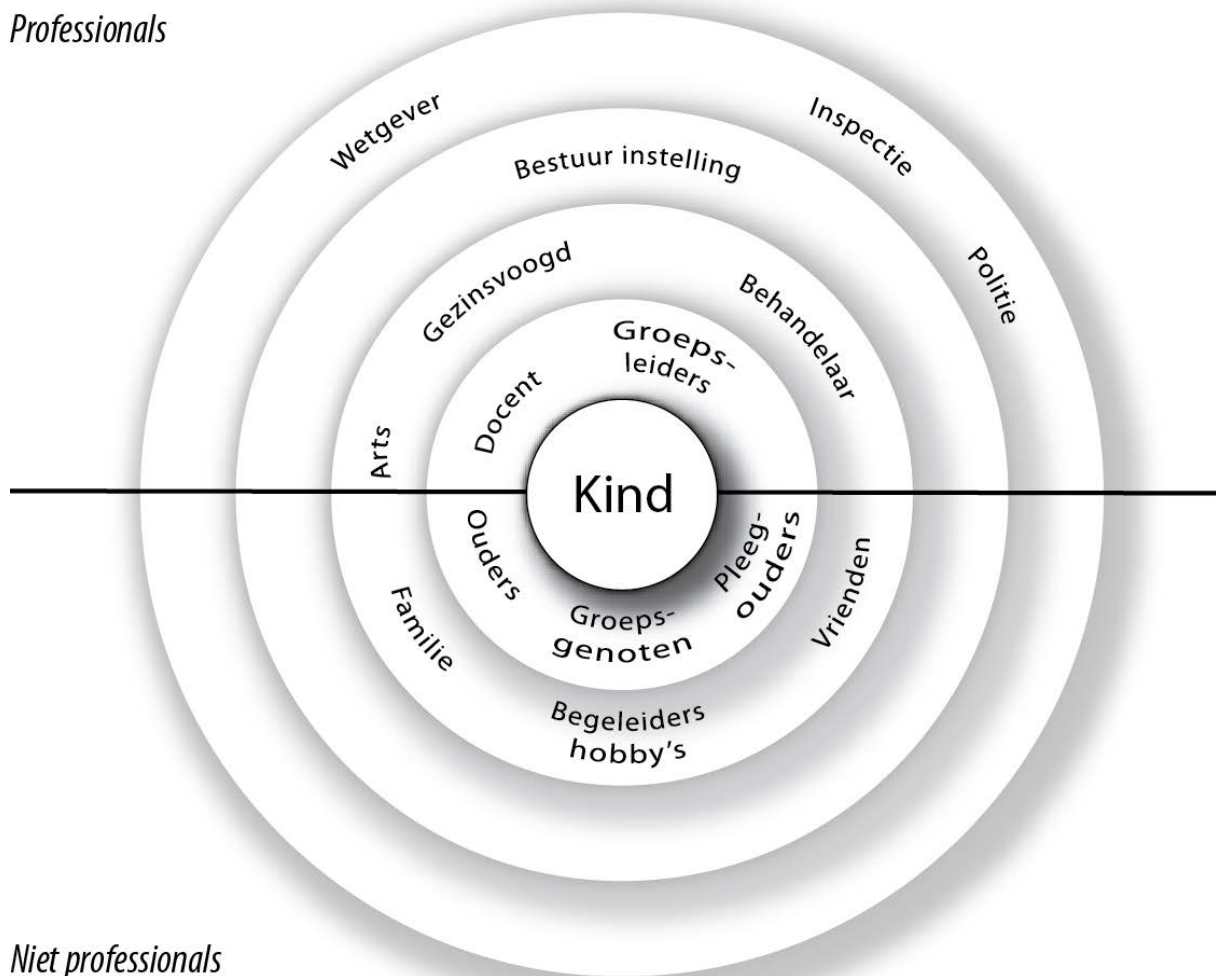 Professionals
Wetgever
Inspectie
Bestuur instelling
Politie
Gezinsvoogd
Behandelaar
Groeps-
leiders
Docent
Arts
Kind
Ouders
Pleeg-
ouders
Groeps-
genoten
Familie
Vrienden
Begeleiders
hobby's
Niet professionals